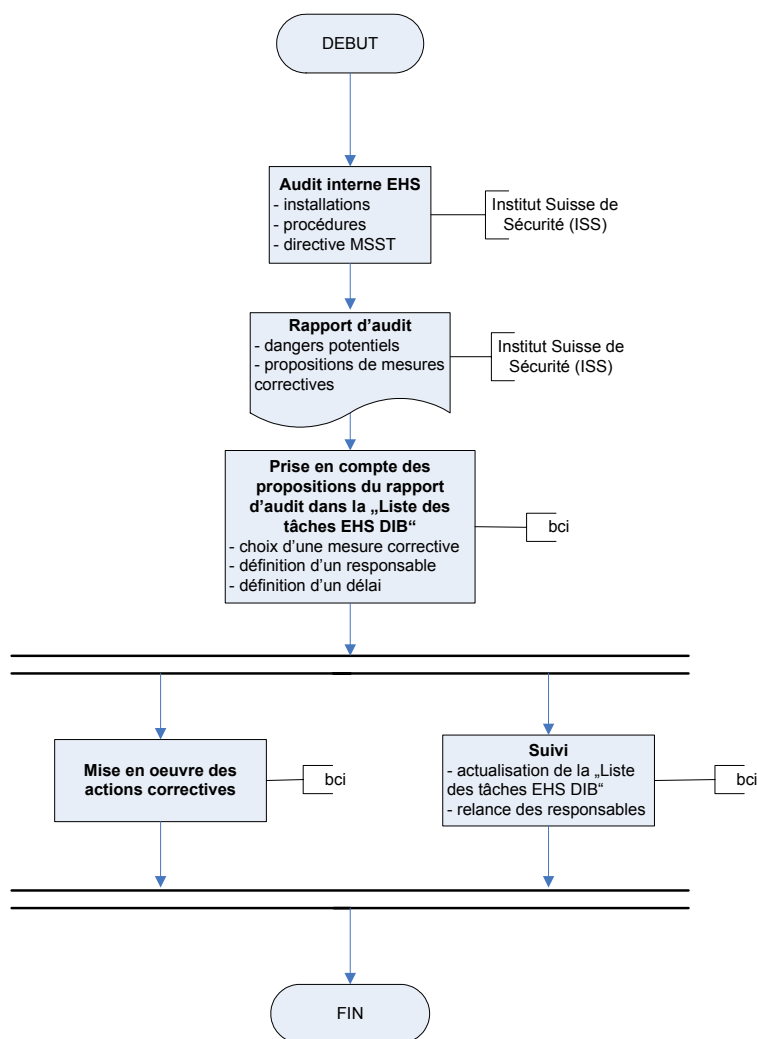 DEBUT
Audit interne EHS
- installations
- procédures
- directive MSST
Institut Suisse de
Sécurité (ISS)
Rapport d’audit
- dangers potentiels
- propositions de mesures
correctives
Institut Suisse de
Sécurité (ISS)
Prise en compte des
propositions du rapport
d’audit dans la „Liste des
tâches EHS DIB“
- choix d’une mesure corrective
- définition d’un responsable
- définition d’un délai
bci
Mise en oeuvre des
actions correctives
bci
Suivi
- actualisation de la „Liste
des tâches EHS DIB“
- relance des responsables
bci
FIN